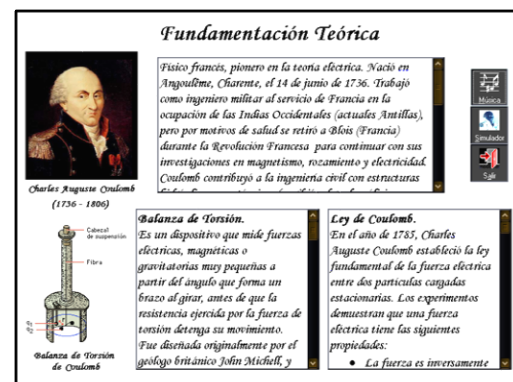 Fundamentación Teórica
Físico francés, pionero en la teoría eléctrica. Nació en
Angoulême, Charente, el 14 de junio de 1736. Trabajó
como ingeniero militar al servicio de Francia en la
ocupación de las Indias Occidentales (actuales Antillas),
pero por motivos de salud se retiró a Blois (Francia)
durante la Revolución Francesa para continuar con sus
investigaciones en magnetismo, rozamiento y electricidad.
Coulomb contribuyó a la ingeniería civil con estructuras
Música
Simulador
Salir
Charles Auguste Coulomb
(1736 - 1806)
Cabezal
de suspensión
Fibra
Balanza de Torsión
de Coulomb
Balanza de Torsión.
Es un dispositivo que mide fuerzas
eléctricas, magnéticas o
gravitatorias muy pequeñas a
partir del ángulo que forma un
brazo al girar, antes de que la
resistencia ejercida por la fuerza de
torsión detenga su movimiento.
Fue diseñada originalmente por el
geólogo británico John Michell, y
Ley de Coulomb.
En el año de 1785, Charles
Auguste Coulomb estableció la ley
fundamental de la fuerza eléctrica
entre dos partículas cargadas
estacionarias. Los experimentos
demuestran que una fuerza
eléctrica tiene las siguientes
propiedades:
• La fuerza es inversamente